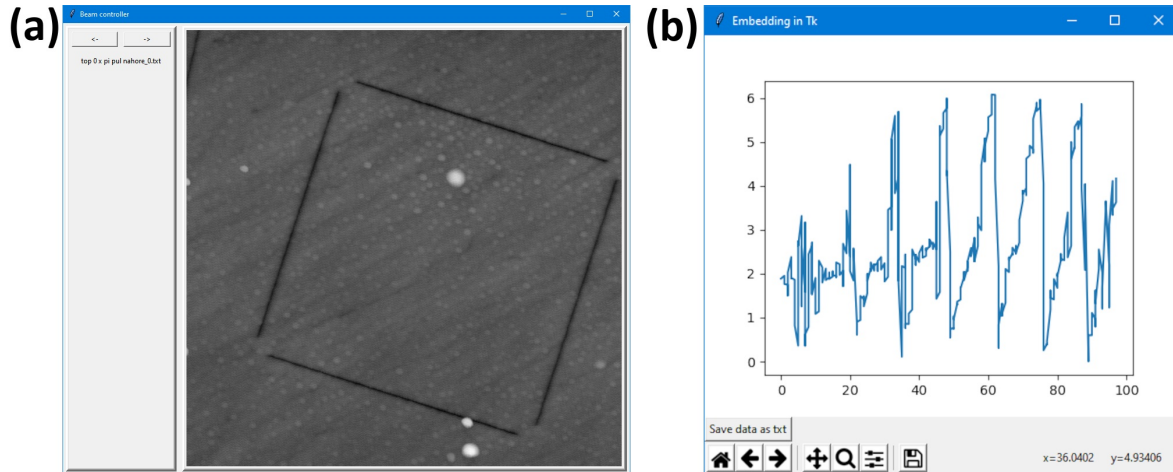 (a)
Beam controller
<- ->
top 0 x pi pul nahore_0.txt
(b)
Embedding in Tk
6
5
4
3
2
1
0
0 20 40 60 80 100
Save data as txt
x=36.0402 y=4.93406